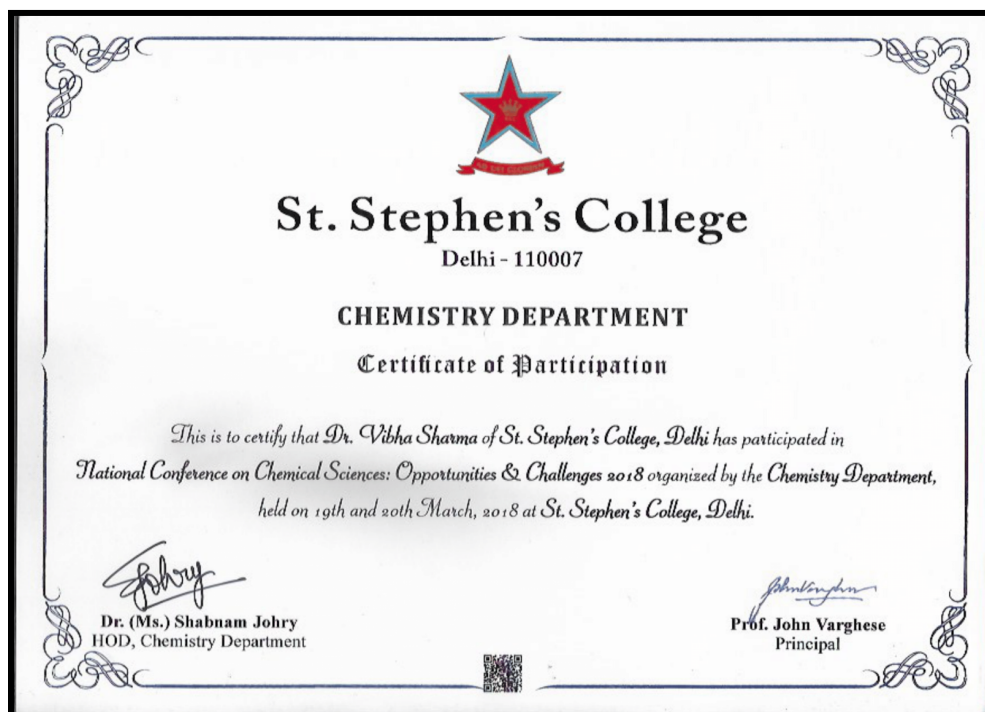 St. Stephen's College
Delhi - 110007
CHEMISTRY DEPARTMENT
Certificate of Participation
This is to certify that Dr. Vibha Sharma of St. Stephen's College, Delhi has participated in
National Conference on Chemical Sciences: Opportunities & Challenges 2018 organized by the Chemistry Department,
held on 19th and 20th March, 2018 at St. Stephen's College, Delhi.
Johry
Dr. (Ms.) Shabnam Johry
HOD, Chemistry Department
John Varghese
Prof. John Varghese
Principal